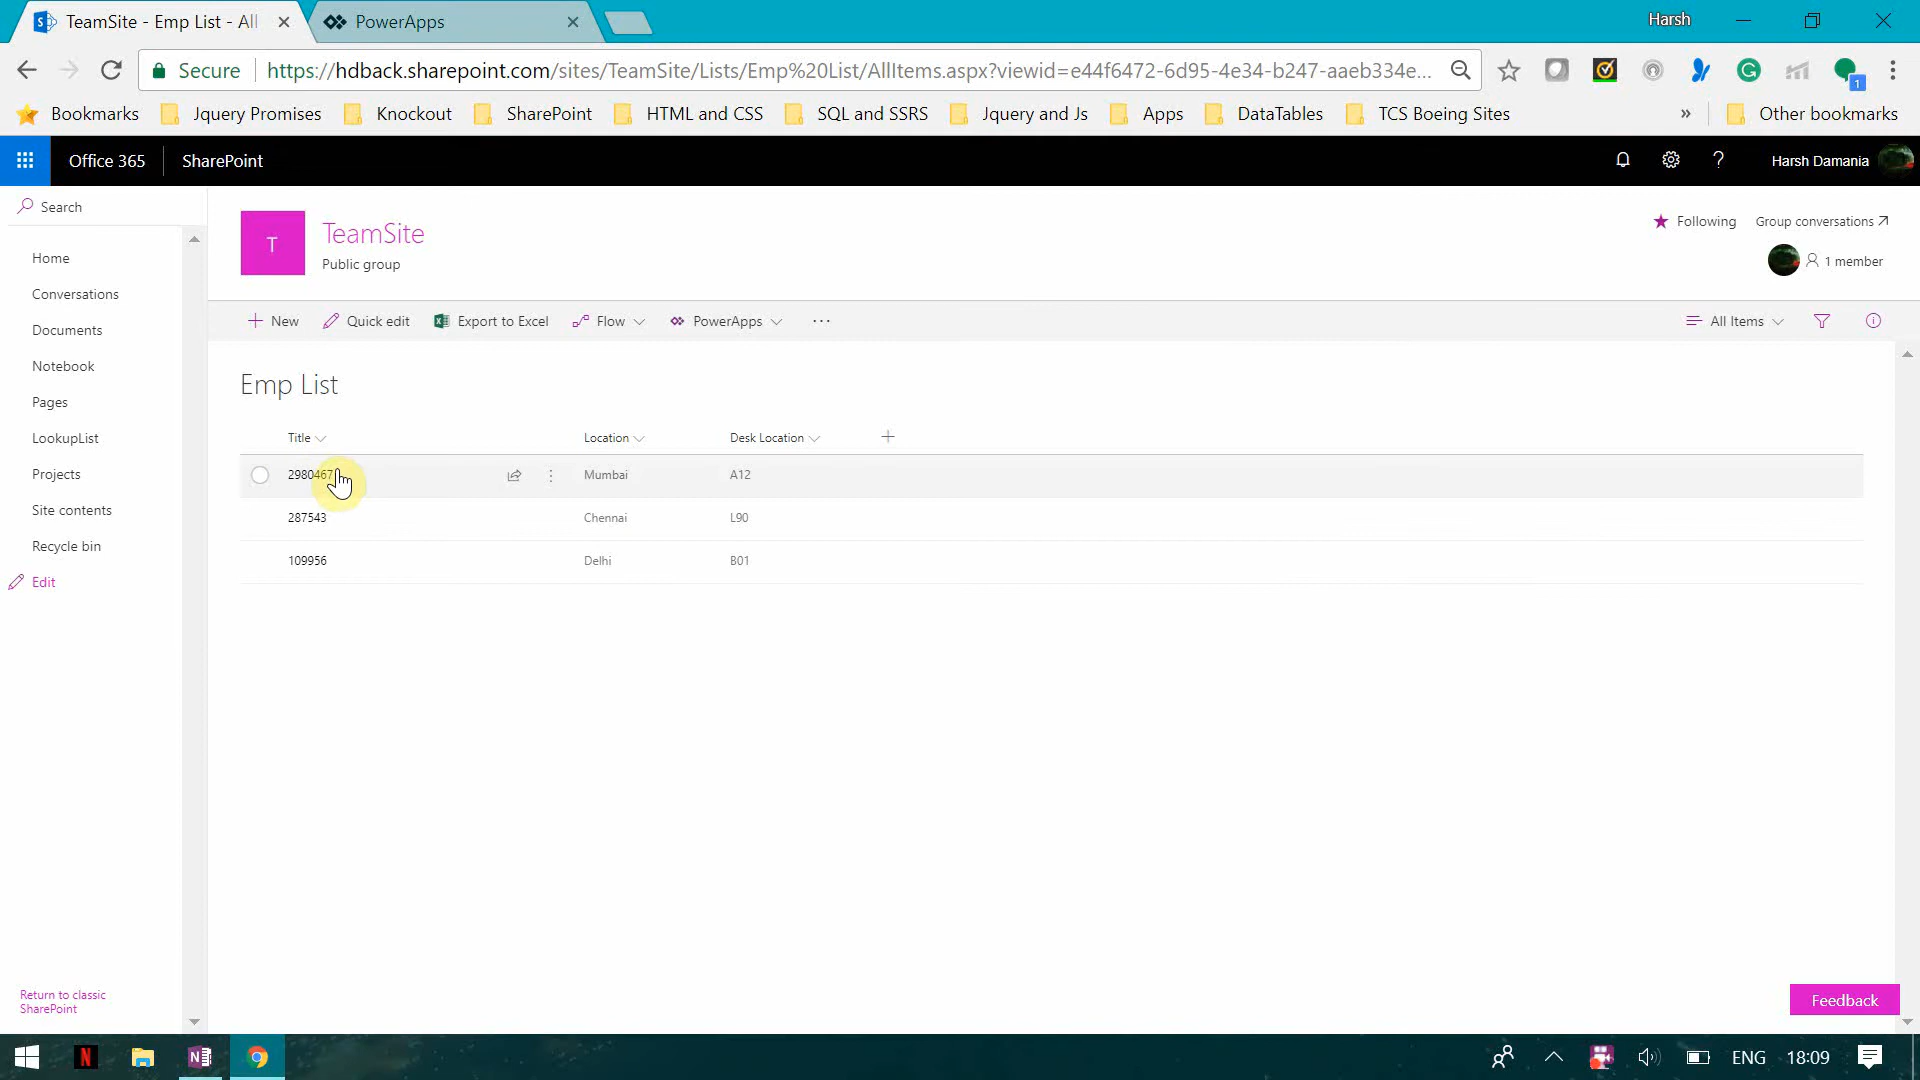 TeamSite - Emp List - All
PowerApps
Harsh
Secure
https://hdback.sharepoint.com/sites/TeamSite/Lists/Emp%20List/AllItems.aspx?viewid=e44f6472-6d95-4e34-b247-aaeb334e...
1
Bookmarks
Jquery Promises
Knockout
SharePoint
HTML and CSS
SQL and SSRS
Jquery and Js
Apps
DataTables
TCS Boeing Sites
»
Other bookmarks
Office 365
SharePoint
?
Harsh Damania
Search
Home
Conversations
Documents
Notebook
Pages
LookupList
Projects
Site contents
Recycle bin
Edit
Return to classic
SharePoint
T
TeamSite
Public group
Following
Group conversations
1 member
New
Quick edit
Export to Excel
Flow
PowerApps
...
All Items
Emp List
Title
Location
Desk Location
2980467
Mumbai
A12
287543
Chennai
L90
109956
Delhi
B01
Feedback
N
N
ENG
18:09